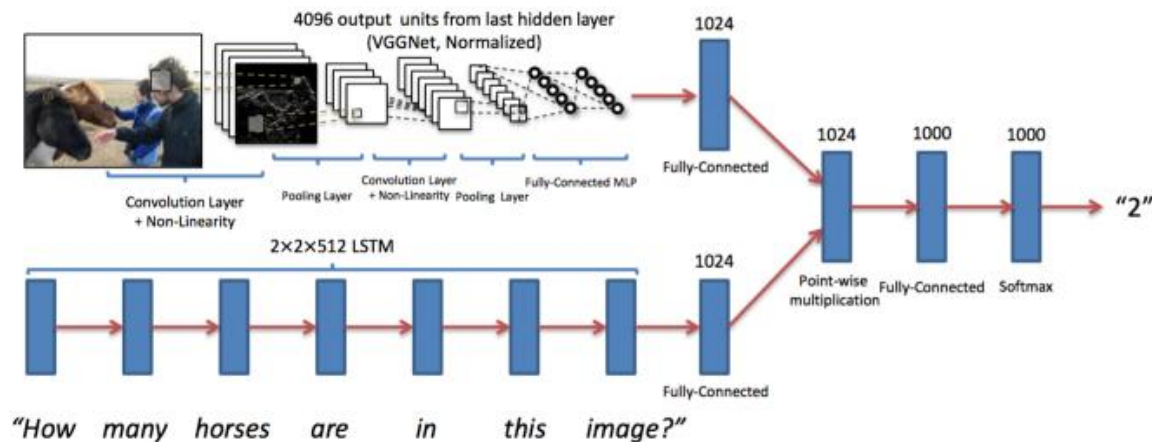 4096 output units from last hidden layer
(VGGNet, Normalized)
1024
Fully-Connected
Convolution Layer
+ Non-Linearity
Pooling Layer
Convolution Layer
+ Non-Linearity
Pooling Layer
Fully-Connected MLP
1024
1000
1000
"2"
Point-wise
multiplication
Fully-Connected
Softmax
2×2×512 LSTM
1024
Fully-Connected
"How many horses are in this image?"